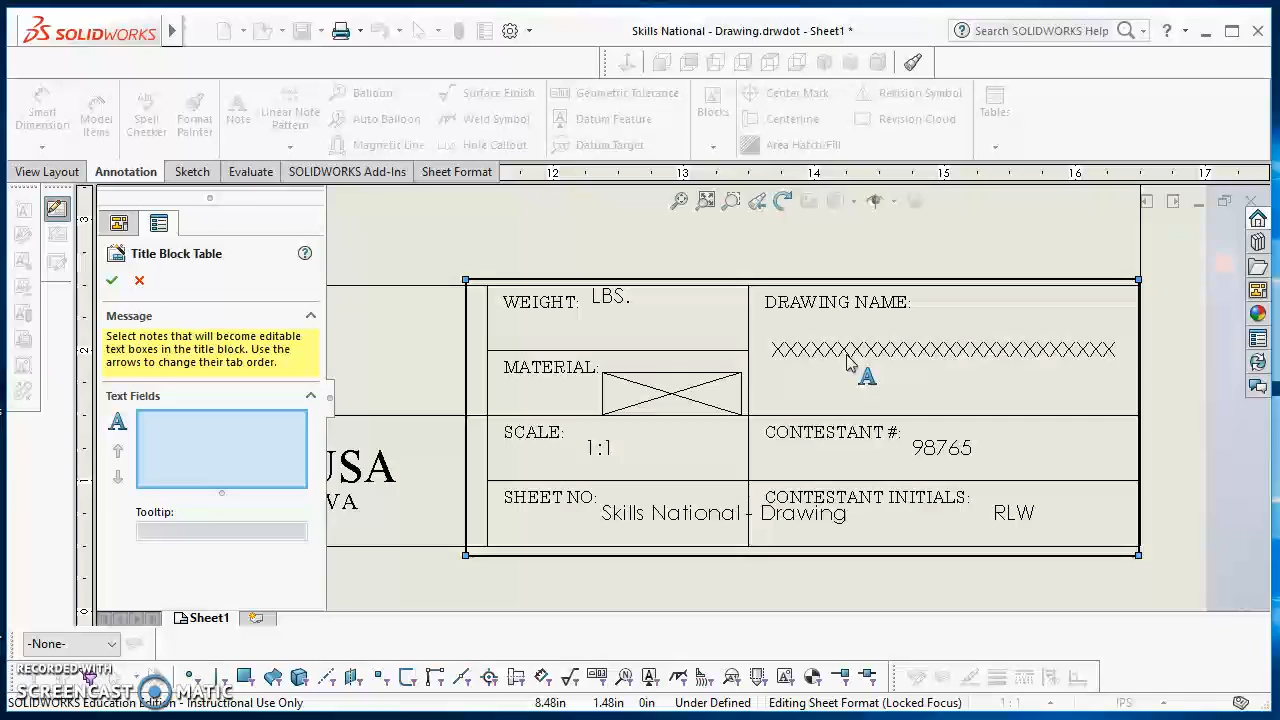 SOLIDWORKS
Skills National - Drawing.drwdot - Sheet1 *
Search SOLIDWORKS Help
Smart Dimension
Model Items
Spell Checker
Format Painter
Note
Linear Note Pattern
Balloon
Auto Balloon
Magnetic Line
Surface Finish
Weld Symbol
Hole Callout
Geometric Tolerance
Datum Feature
Datum Target
Blocks
Center Mark
Centerline
Area Hatch/Fill
Revision Symbol
Revision Cloud
Tables
View Layout
Annotation
Sketch
Evaluate
SOLIDWORKS Add-Ins
Sheet Format
12
13
14
15
16
17
3
2
0
Title Block Table
Message
Select notes that will become editable
text boxes in the title block. Use the
arrows to change their tab order.
Text Fields
Tooltip:
WEIGHT: LBS.
DRAWING NAME:
XXXXXXXXXXXXXXXXXXXXXXXXXX
A
MATERIAL:
SCALE:
1:1
CONTESTANT #:
98765
USA
VA
SHEET NO:
Skills National - Drawing
CONTESTANT INITIALS:
RLW
Sheet1
-None-
RECORDED WITH
SCREENCAST MATIC
SOLIDWORKS Education Edition - Instructional Use Only
8.48in
1.48in
0in
Under Defined
Editing Sheet Format (Locked Focus)
1:1
IPS